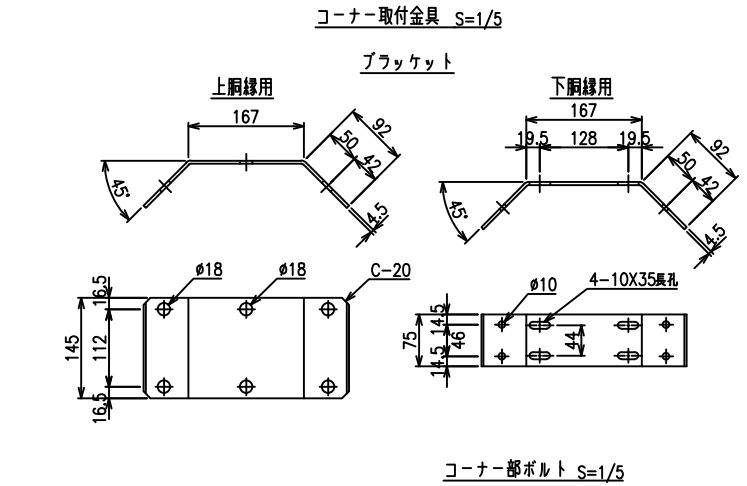 コーナー取付金具 S=1/5
ブラケット
上胴縁用
下胴縁用
167
50
92
42
45°
4.5
167
19.5
128
19.5
50
92
42
45°
4.5
ø18
ø18
C-20
16.5
145
112
16.5
ø10
4-10X35長孔
14.5
75
46
14.5
44
コーナー部ボルト S=1/5